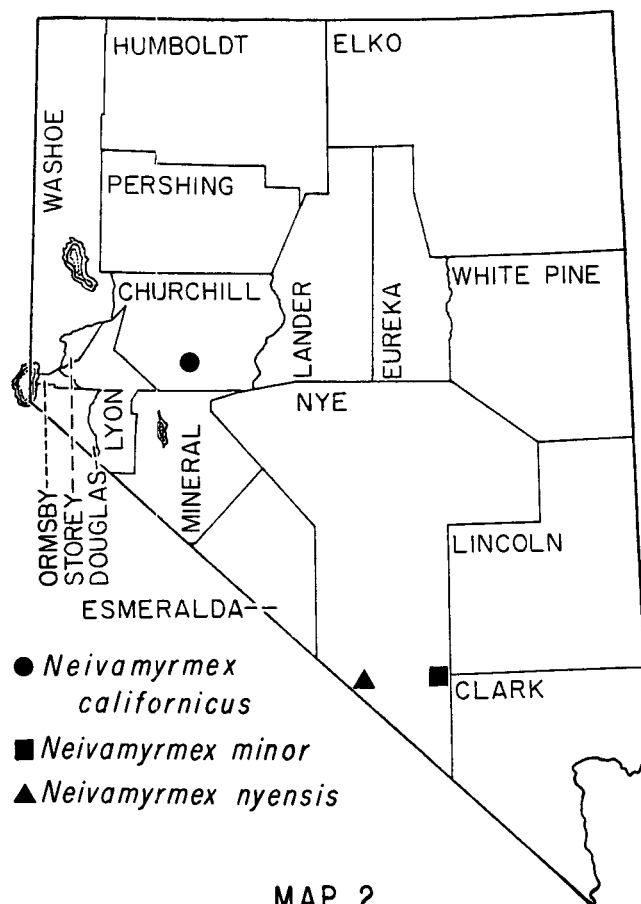 HUMBOLDT
ELKO
WASHOE
PERSHING
CHURCHILL
LANDER
EUREKA
WHITE PINE
NYE
LYON
MINERAL
ORMSBY
STOREY
DOUGLAS
LINCOLN
ESMERALDA
CLARK
Neivamyrmex
californicus
Neivamyrmex minor
Neivamyrmex nyensis
MAP 2